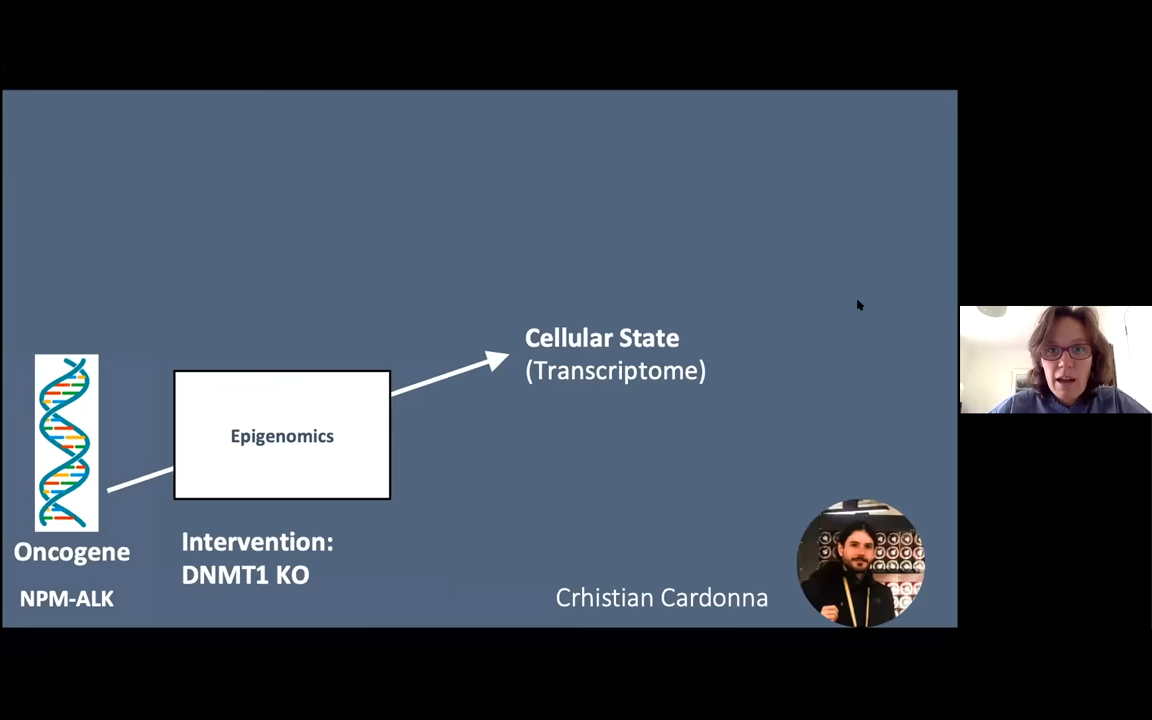 Cellular State
(Transcriptome)
Epigenomics
Oncogene
NPM-ALK
Intervention:
DNMT1 KO
Crhistian Cardonna